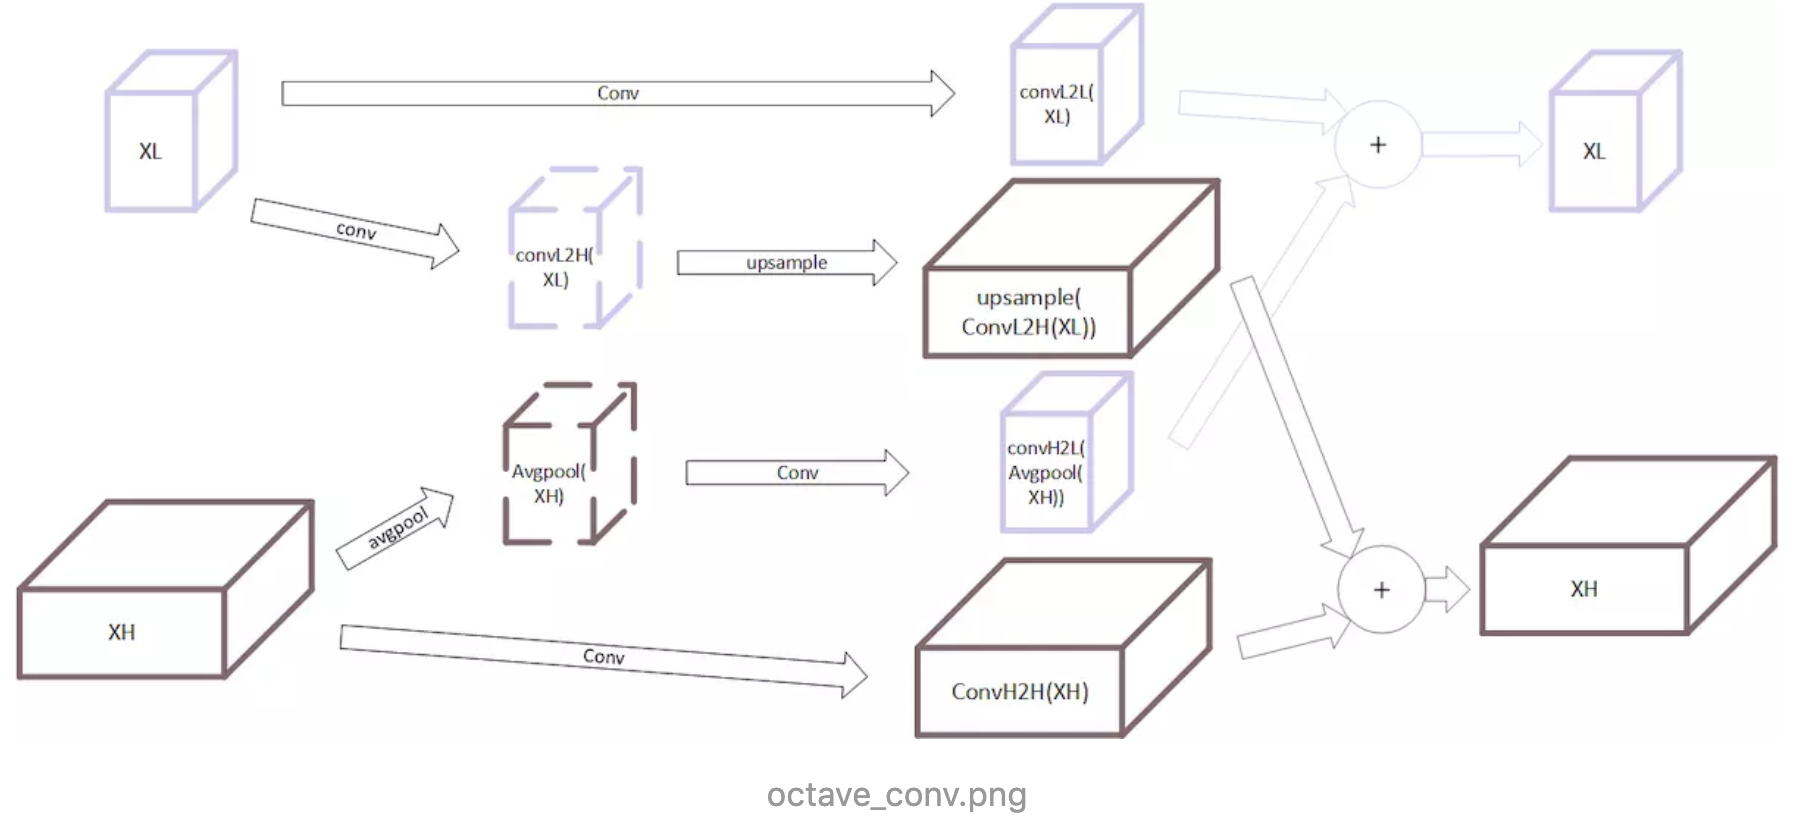 XL
Conv
convL2L(
XL)
+
XL
conv
convL2H(
XL)
upsample
upsample(
ConvL2H(XL))
avgpool
Avgpool(
XH)
Conv
convH2L(
Avgpool(
XH))
XH
Conv
ConvH2H(XH)
+
XH
octave_conv.png